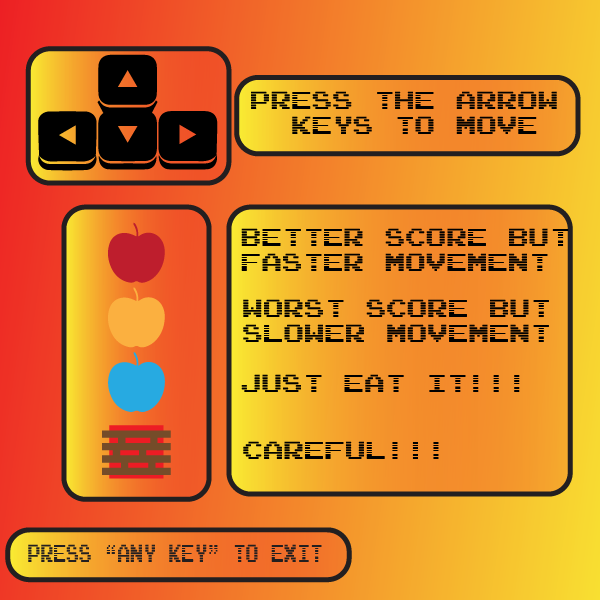 PRESS THE ARROW
KEYS TO MOVE
BETTER SCORE BUT
FASTER MOVEMENT
WORST SCORE BUT
SLOWER MOVEMENT
JUST EAT IT!!!
CAREFUL!!!
PRESS “ANY KEY” TO EXIT